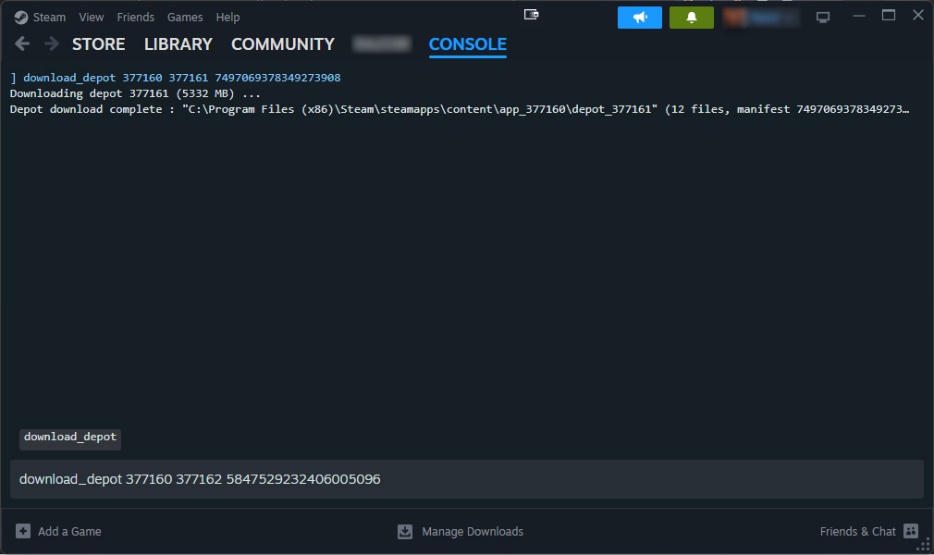 Steam View Friends Games Help
STORE LIBRARY COMMUNITY CONSOLE
] download_depot 377160 377161 7497069378349273908
Downloading depot 377161 (5332 MB) ...
Depot download complete : "C:\Program Files (x86)\Steam\steamapps\content\app_377160\depot_377161" (12 files, manifest 749706937834927​3…
download_depot
download_depot 377160 377162 5847529232406005096
Add a Game Manage Downloads Friends & Chat